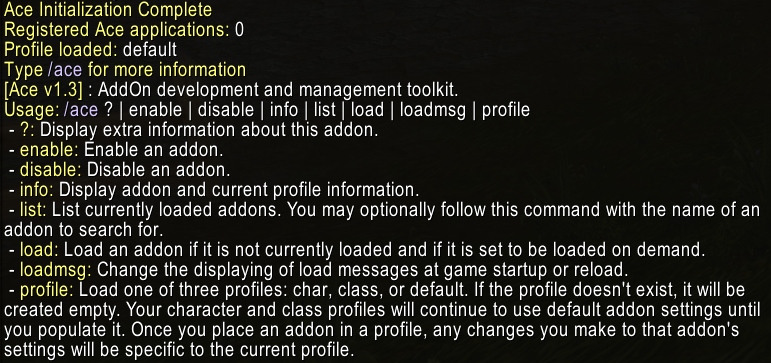 Ace Initialization Complete
Registered Ace applications: 0
Profile loaded: default
Type /ace for more information
[Ace v1.3] : AddOn development and management toolkit.
Usage: /ace ? | enable | disable | info | list | load | loadmsg | profile
- ?: Display extra information about this addon.
- enable: Enable an addon.
- disable: Disable an addon.
- info: Display addon and current profile information.
- list: List currently loaded addons. You may optionally follow this command with the name of an
addon to search for.
- load: Load an addon if it is not currently loaded and if it is set to be loaded on demand.
- loadmsg: Change the displaying of load messages at game startup or reload.
- profile: Load one of three profiles: char, class, or default. If the profile doesn't exist, it will be
created empty. Your character and class profiles will continue to use default addon settings until
you populate it. Once you place an addon in a profile, any changes you make to that addon's
settings will be specific to the current profile.